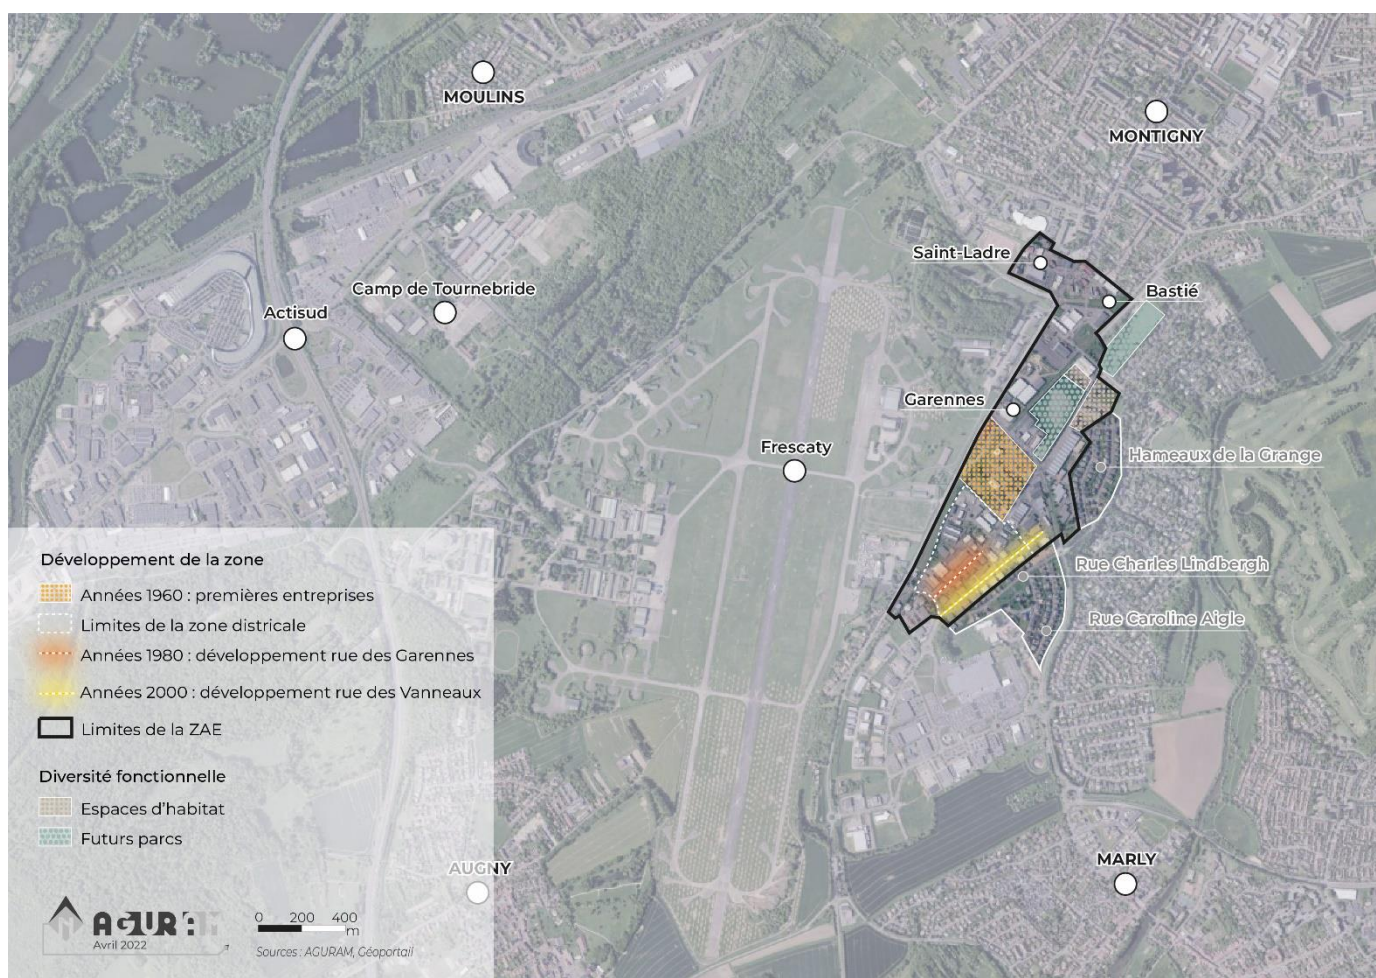 MOULINS
MONTIGNY
Saint-Ladre
Bastié
Camp de Tournebride
Actisud
Garennes
Frescaty
Hameaux de la Grange
Rue Charles Lindbergh
Rue Caroline Aigle
MARLY
AUGNY
Développement de la zone
Années 1960 : premières entreprises
Limites de la zone districale
Années 1980 : développement rue des Garennes
Années 2000 : développement rue des Vanneaux
Limites de la ZAE
Diversité fonctionnelle
Espaces d'habitat
Futurs parcs
AGURAM
Avril 2022
0 200 400
m
Sources : AGURAM, Géoportail